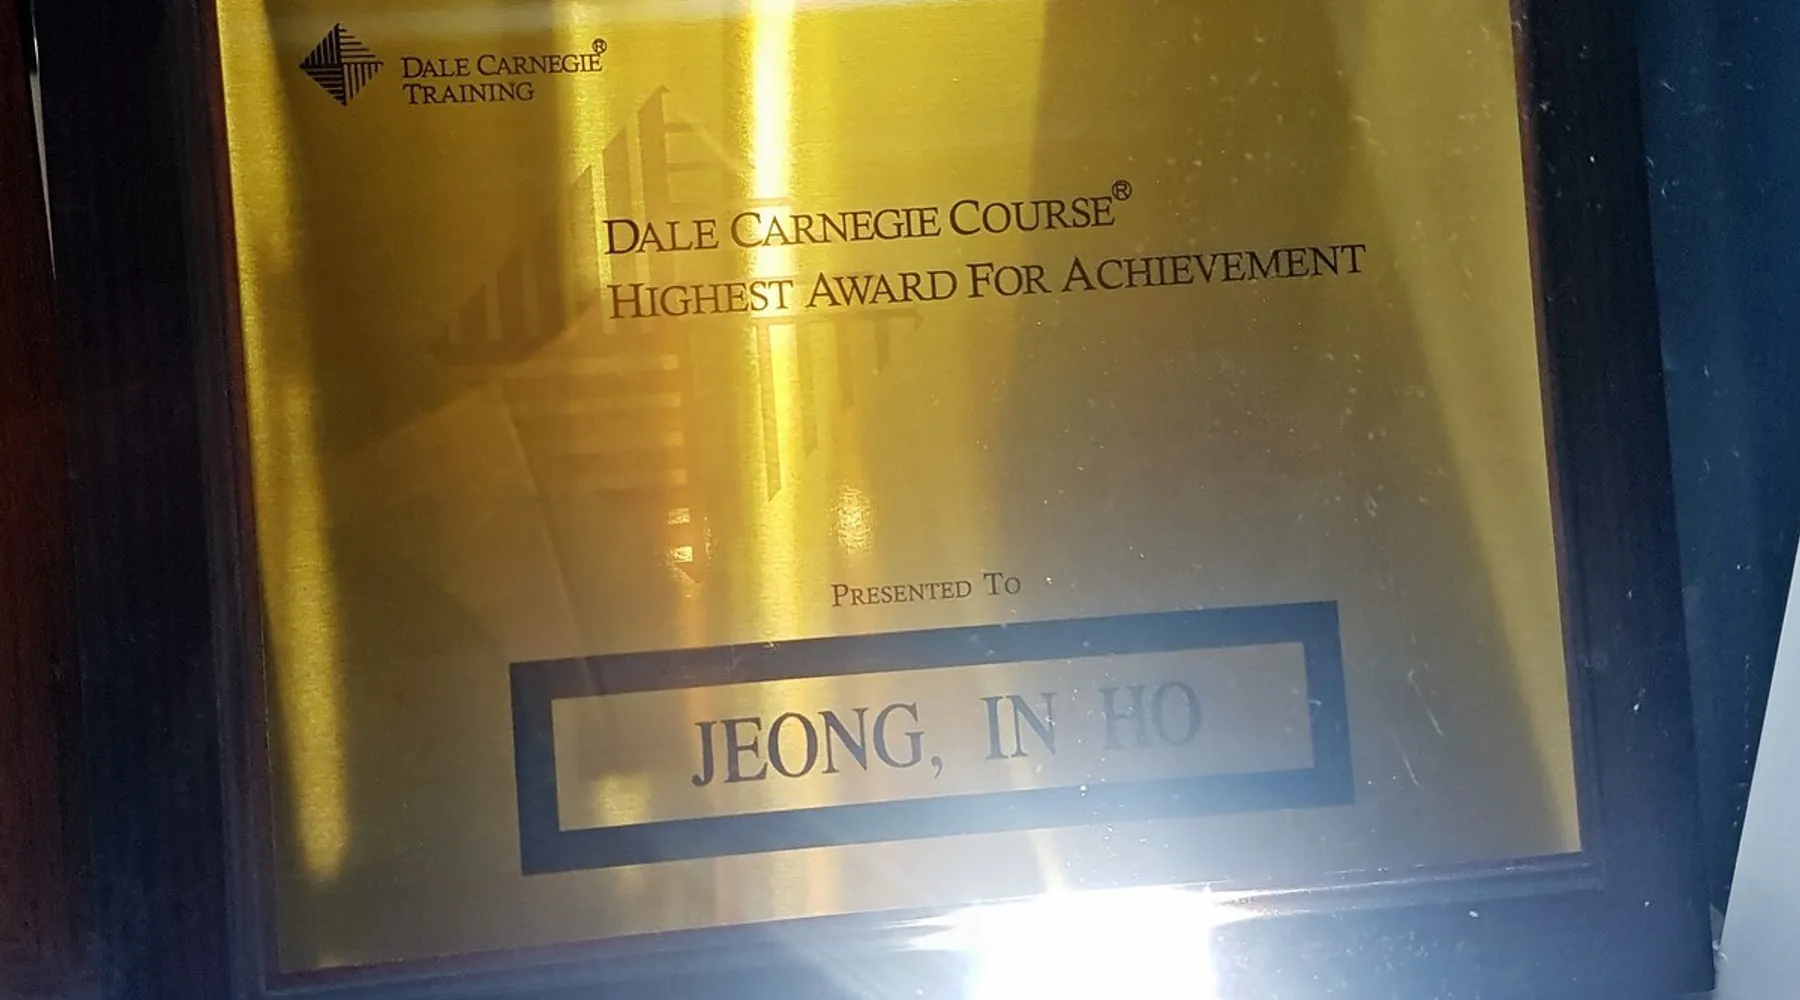 DALE CARNEGIE®
TRAINING
DALE CARNEGIE COURSE®
HIGHEST AWARD FOR ACHIEVEMENT
PRESENTED TO
JEONG, IN HO